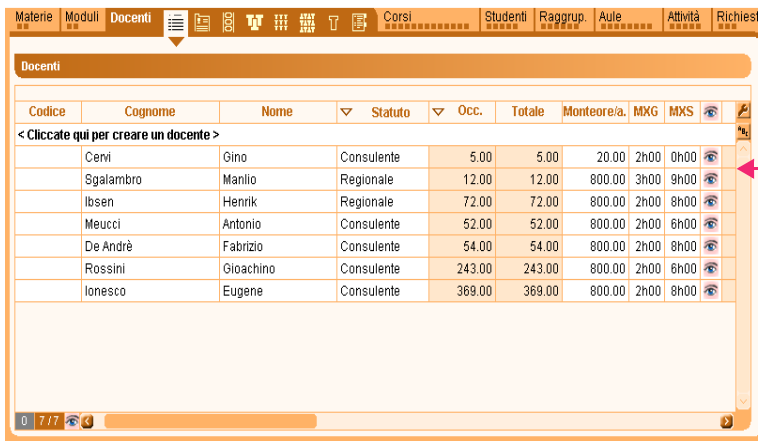 Materie Moduli Docenti Corsi Studenti Raggrup. Aule Attività Richiest
Docenti
Codice Cognome Nome Statuto Occ. Totale Monteore/a. MXG MXS
< Cliccate qui per creare un docente >
Cervi Gino Consulente 5.00 5.00 20.00 2h00 0h00
Sgalambro Manlio Regionale 12.00 12.00 800.00 3h00 9h00
Ibsen Henrik Regionale 72.00 72.00 800.00 2h00 8h00
Meucci Antonio Consulente 52.00 52.00 800.00 2h00 6h00
De Andrè Fabrizio Consulente 54.00 54.00 800.00 2h00 8h00
Rossini Gioachino Consulente 243.00 243.00 800.00 2h00 6h00
Ionesco Eugene Consulente 369.00 369.00 800.00 2h00 8h00
0 7/7